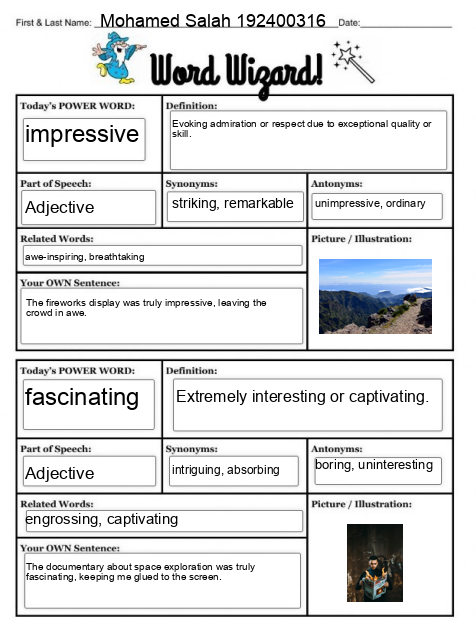 First & Last Name: Mohamed Salah 192400316 Date:
Word Wizard!
Today's POWER WORD:
impressive
Definition:
Evoking admiration or respect due to exceptional quality or
skill.
Part of Speech:
Adjective
Synonyms:
striking, remarkable
Antonyms:
unimpressive, ordinary
Related Words:
awe-inspiring, breathtaking
Picture / Illustration:
Your OWN Sentence:
The fireworks display was truly impressive, leaving the
crowd in awe.
Today's POWER WORD:
fascinating
Definition:
Extremely interesting or captivating.
Part of Speech:
Adjective
Synonyms:
intriguing, absorbing
Antonyms:
boring, uninteresting
Related Words:
engrossing, captivating
Picture / Illustration:
Your OWN Sentence:
The documentary about space exploration was truly
fascinating, keeping me glued to the screen.